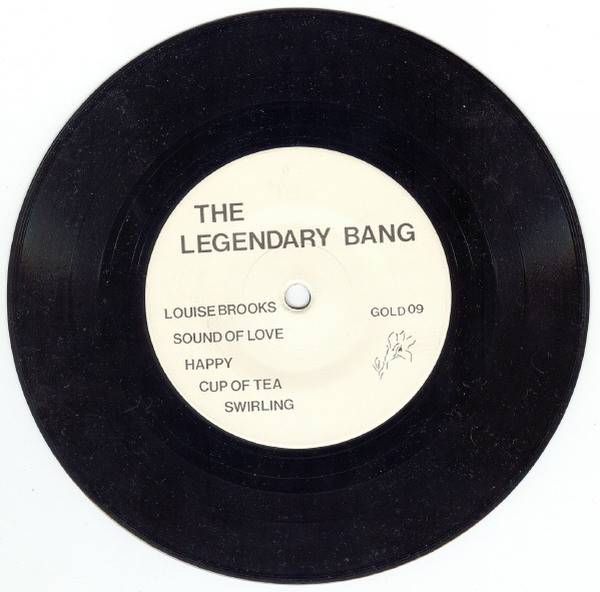 THE
LEGENDARY BANG
LOUISE BROOKS
GOLD 09
SOUND OF LOVE
HAPPY
CUP OF TEA
SWIRLING